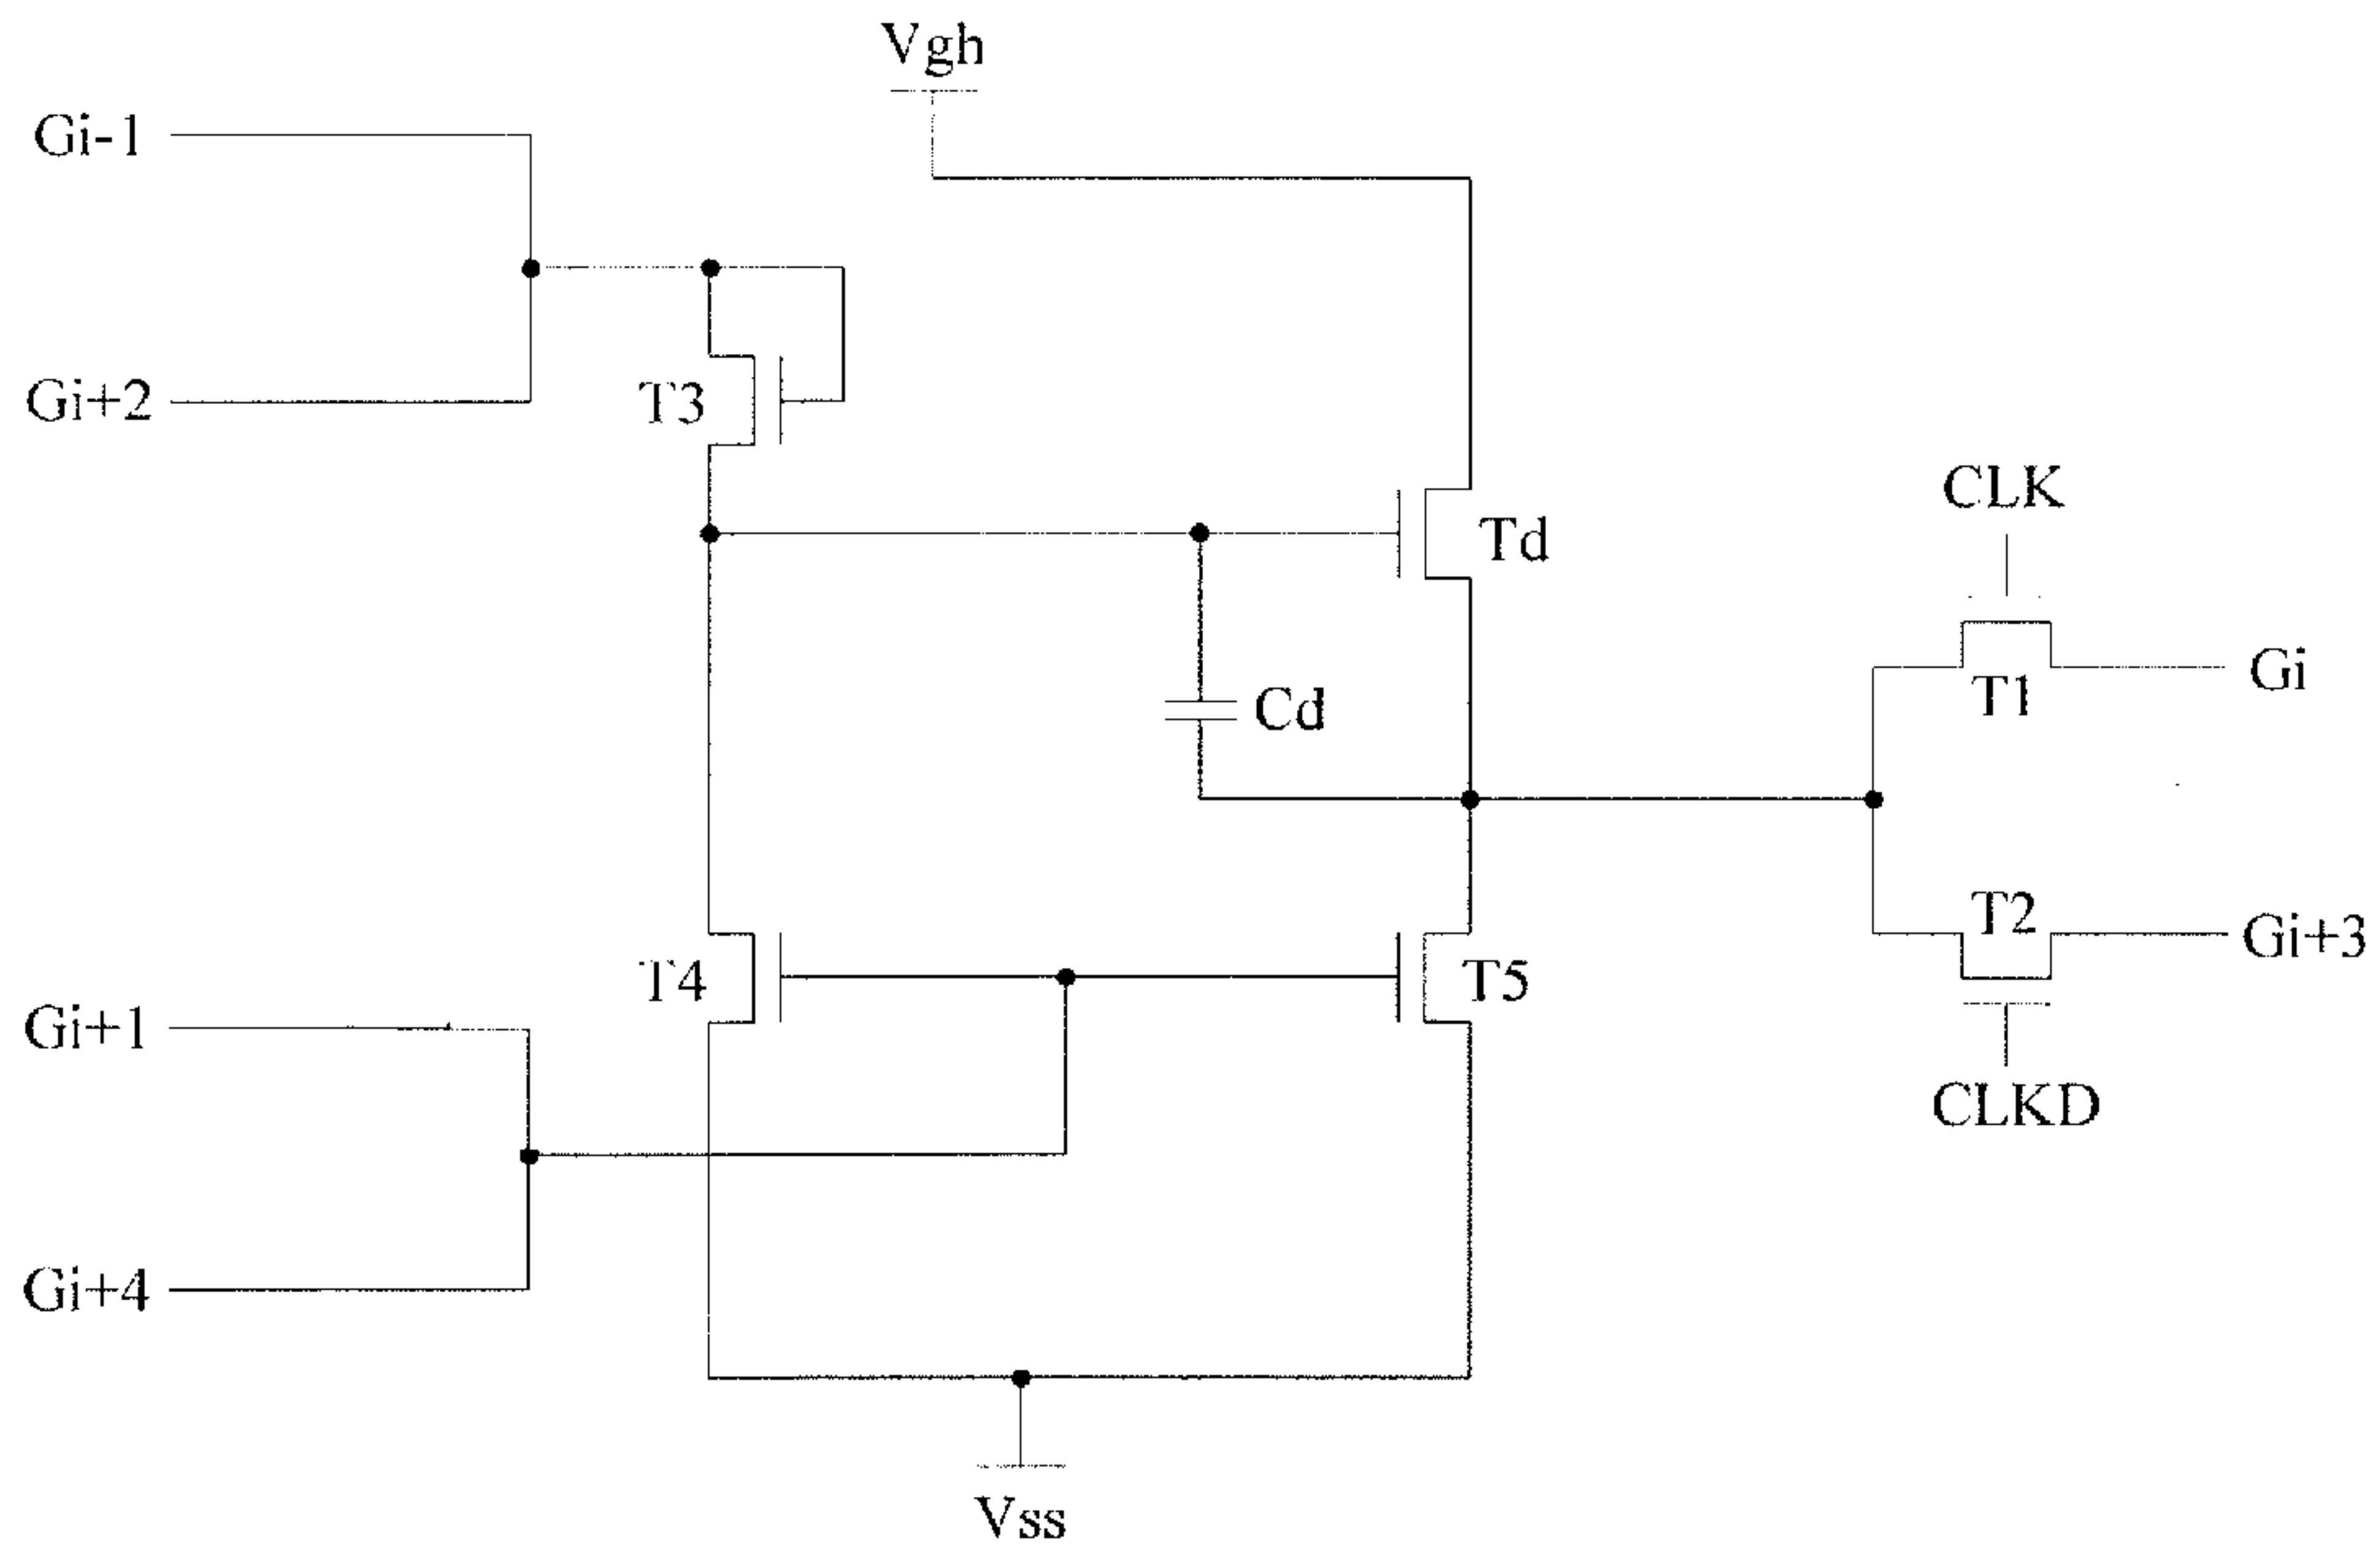 Vgh
Gi-1
Gi+2
T3
Td
CLK
Cd
Gi
T1
T2
Gi+3
T4
T5
Gi+1
CLKD
Gi+4
Vss